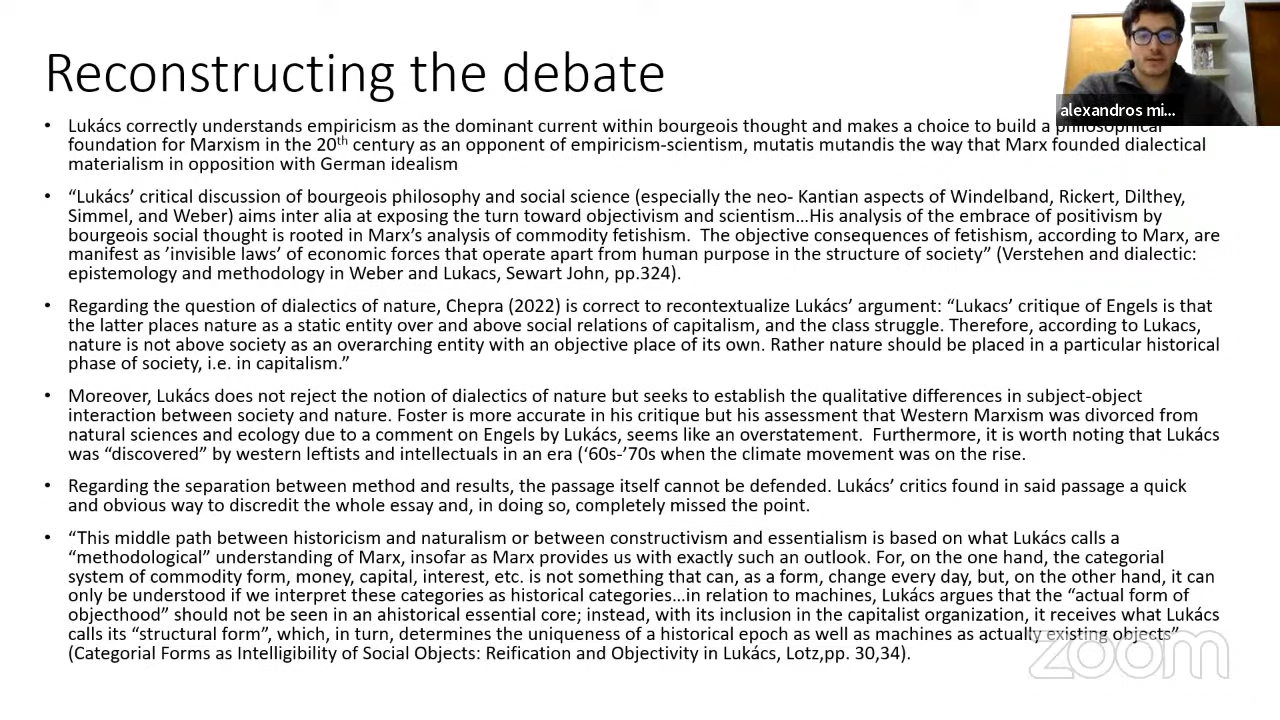 Reconstructing the debate
alexandros mi...
• Lukács correctly understands empiricism as the dominant current within bourgeois thought and makes a choice to build a philosophical
foundation for Marxism in the 20th century as an opponent of empiricism-scientism, mutatis mutandis the way that Marx founded dialectical
materialism in opposition with German idealism
• “Lukács’ critical discussion of bourgeois philosophy and social science (especially the neo- Kantian aspects of Windelband, Rickert, Dilthey,
Simmel, and Weber) aims inter alia at exposing the turn toward objectivism and scientism…His analysis of the embrace of positivism by
bourgeois social thought is rooted in Marx’s analysis of commodity fetishism. The objective consequences of fetishism, according to Marx, are
manifest as ’invisible laws’ of economic forces that operate apart from human purpose in the structure of society” (Verstehen and dialectic:
epistemology and methodology in Weber and Lukacs, Sewart John, pp.324).
• Regarding the question of dialectics of nature, Chepra (2022) is correct to recontextualize Lukács’ argument: “Lukacs’ critique of Engels is that
the latter places nature as a static entity over and above social relations of capitalism, and the class struggle. Therefore, according to Lukacs,
nature is not above society as an overarching entity with an objective place of its own. Rather nature should be placed in a particular historical
phase of society, i.e. in capitalism.”
• Moreover, Lukács does not reject the notion of dialectics of nature but seeks to establish the qualitative differences in subject-object
interaction between society and nature. Foster is more accurate in his critique but his assessment that Western Marxism was divorced from
natural sciences and ecology due to a comment on Engels by Lukács, seems like an overstatement. Furthermore, it is worth noting that Lukács
was “discovered” by western leftists and intellectuals in an era (‘60s-’70s when the climate movement was on the rise.
• Regarding the separation between method and results, the passage itself cannot be defended. Lukács’ critics found in said passage a quick
and obvious way to discredit the whole essay and, in doing so, completely missed the point.
• “This middle path between historicism and naturalism or between constructivism and essentialism is based on what Lukács calls a
“methodological” understanding of Marx, insofar as Marx provides us with exactly such an outlook. For, on the one hand, the categorial
system of commodity form, money, capital, interest, etc. is not something that can, as a form, change every day, but, on the other hand, it can
only be understood if we interpret these categories as historical categories…in relation to machines, Lukács argues that the “actual form of
objecthood” should not be seen in an ahistorical essential core; instead, with its inclusion in the capitalist organization, it receives what Lukács
calls its “structural form”, which, in turn, determines the uniqueness of a historical epoch as well as machines as actually existing objects”
(Categorial Forms as Intelligibility of Social Objects: Reification and Objectivity in Lukács, Lotz,pp. 30,34).
zoom